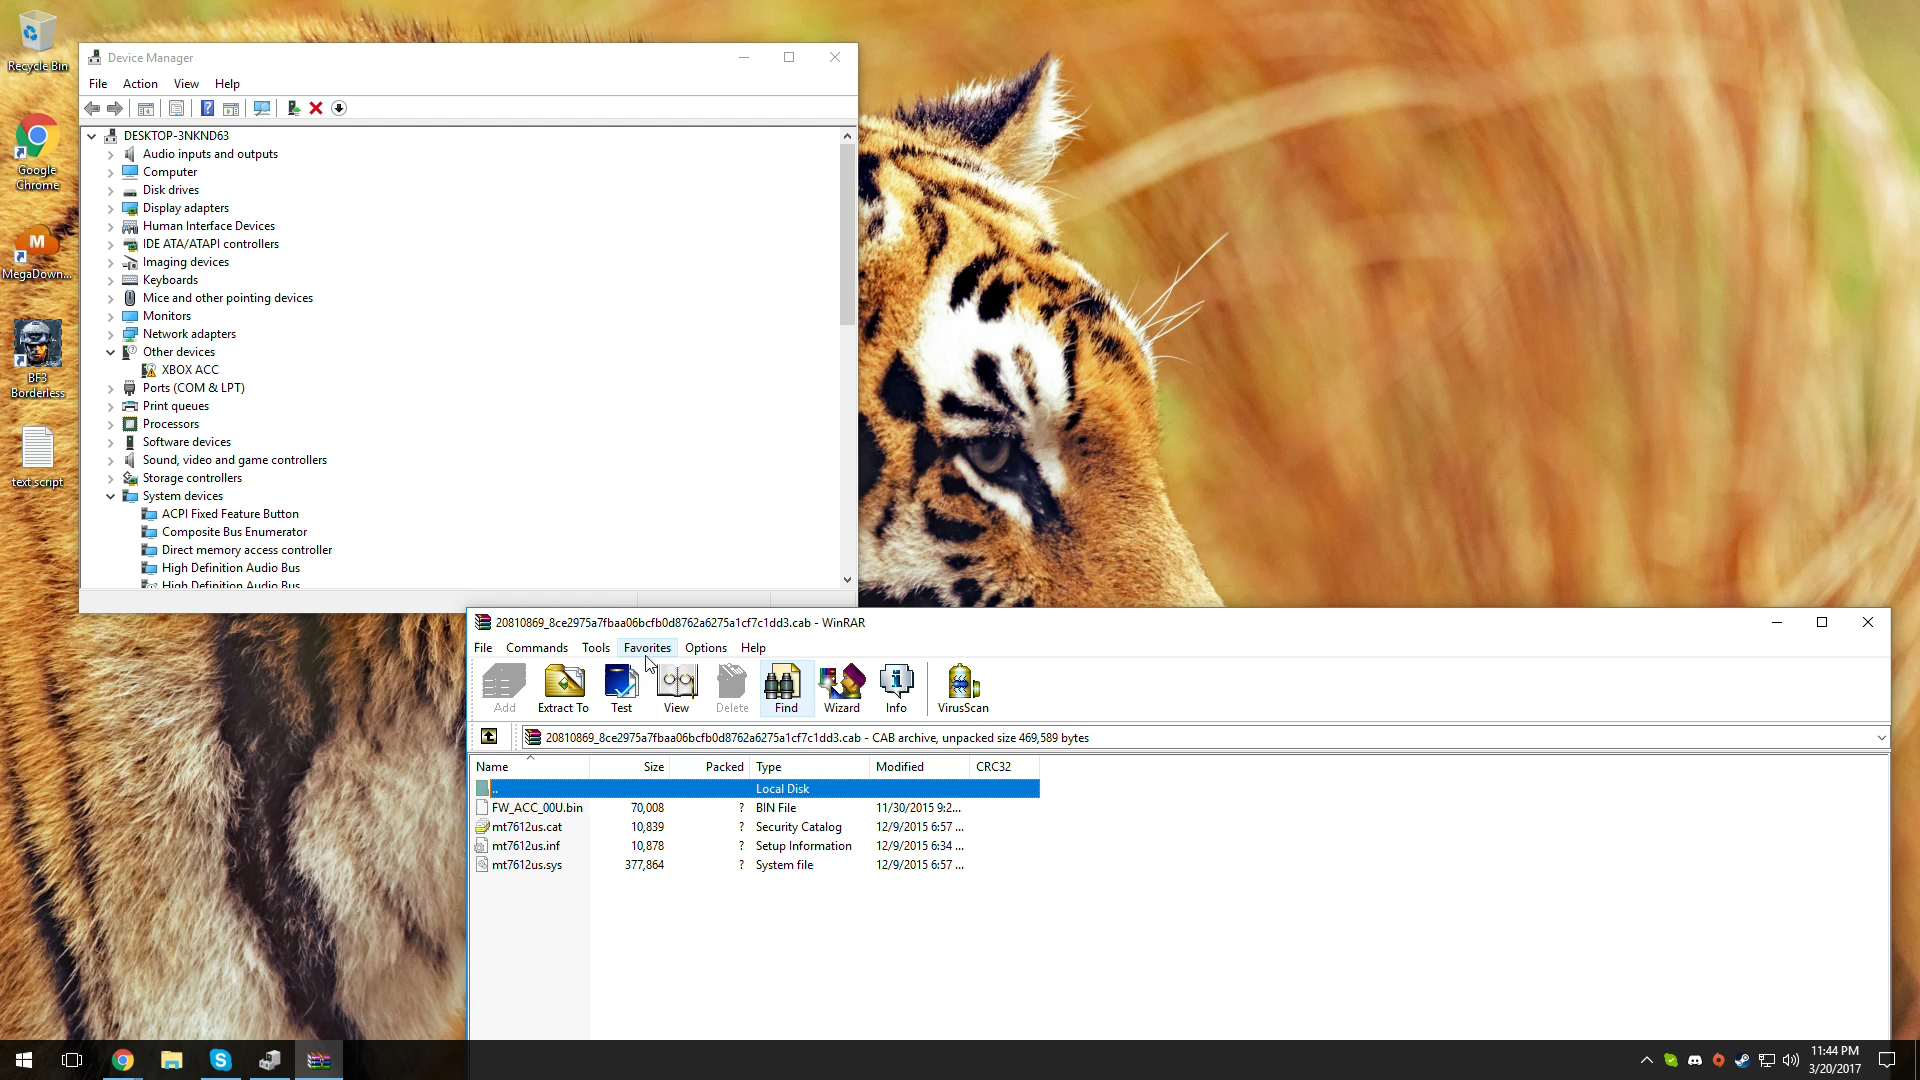 Recycle Bin
Google
Chrome
MegaDown...
BF3
Borderless
text script
Device Manager
File Action View Help
DESKTOP-3NKND63
Audio inputs and outputs
Computer
Disk drives
Display adapters
Human Interface Devices
IDE ATA/ATAPI controllers
Imaging devices
Keyboards
Mice and other pointing devices
Monitors
Network adapters
Other devices
XBOX ACC
Ports (COM & LPT)
Print queues
Processors
Software devices
Sound, video and game controllers
Storage controllers
System devices
ACPI Fixed Feature Button
Composite Bus Enumerator
Direct memory access controller
High Definition Audio Bus
High Definition Audio Bus
20810869_8ce2975a7fbaa06bcfb0d8762a6275a1cf7c1dd3.cab - WinRAR
File Commands Tools Favorites Options Help
Add Extract To Test View Delete Find Wizard Info VirusScan
20810869_8ce2975a7fbaa06bcfb0d8762a6275a1cf7c1dd3.cab - CAB archive, unpacked size 469,589 bytes
Name Size Packed Type Modified CRC32
.. Local Disk
FW_ACC_00U.bin 70,008 ? BIN File 11/30/2015 9:2...
mt7612us.cat 10,839 ? Security Catalog 12/9/2015 6:57 ...
mt7612us.inf 10,878 ? Setup Information 12/9/2015 6:34 ...
mt7612us.sys 377,864 ? System file 12/9/2015 6:57 ...
11:44 PM
3/20/2017